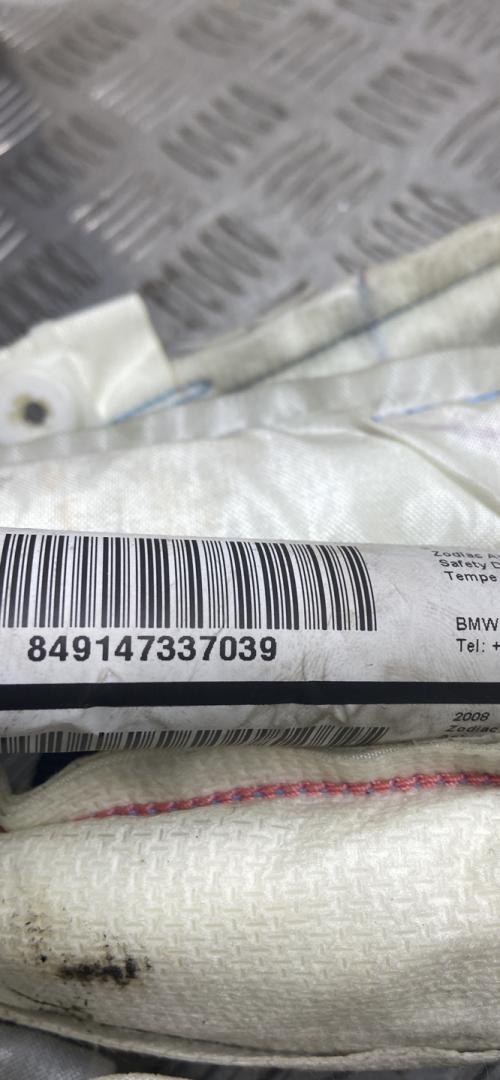 Zodiac
Safety
Tempe
849147337039
BMW
Tel: +
2008
Zodiac